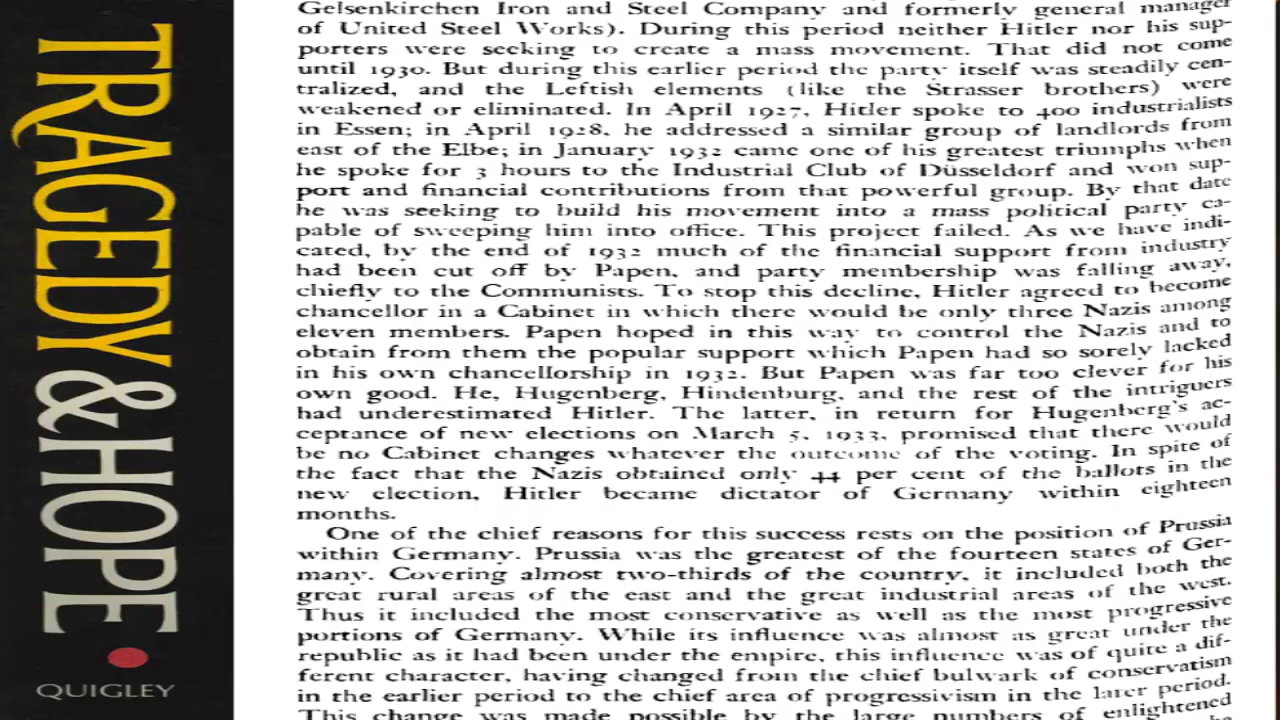 TRAGEDY & HOPE
QUIGLEY
Gelsenkirchen Iron and Steel Company and formerly general manager
of United Steel Works). During this period neither Hitler nor his sup-
porters were seeking to create a mass movement. That did not come
until 1930. But during this earlier period the party itself was steadily cen-
tralized, and the Leftish elements (like the Strasser brothers) were
weakened or eliminated. In April 1927, Hitler spoke to 400 industrialists
in Essen; in April 1928, he addressed a similar group of landlords from
east of the Elbe; in January 1932 came one of his greatest triumphs when
he spoke for 3 hours to the Industrial Club of Düsseldorf and won sup-
port and financial contributions from that powerful group. By that date
he was seeking to build his movement into a mass political party ca-
pable of sweeping him into office. This project failed. As we have indi-
cated, by the end of 1932 much of the financial support from industry
had been cut off by Papen, and party membership was falling away,
chiefly to the Communists. To stop this decline, Hitler agreed to become
chancellor in a Cabinet in which there would be only three Nazis among
eleven members. Papen hoped in this way to control the Nazis and to
obtain from them the popular support which Papen had so sorely lacked
in his own chancellorship in 1932. But Papen was far too clever for his
own good. He, Hugenberg, Hindenburg, and the rest of the intriguers
had underestimated Hitler. The latter, in return for Hugenberg's ac-
ceptance of new elections on March 5, 1933, promised that there would
be no Cabinet changes whatever the outcome of the voting. In spite of
the fact that the Nazis obtained only 44 per cent of the ballots in the
new election, Hitler became dictator of Germany within eighteen
months.
One of the chief reasons for this success rests on the position of Prussia
within Germany. Prussia was the greatest of the fourteen states of Ger-
many. Covering almost two-thirds of the country, it included both the
great rural areas of the east and the great industrial areas of the west.
Thus it included the most conservative as well as the most progressive
portions of Germany. While its influence was almost as great under the
republic as it had been under the empire, this influence was of quite a dif-
ferent character, having changed from the chief bulwark of conservatism
in the earlier period to the chief area of progressivism in the later period.
This change was made possible by the large numbers of enlightened